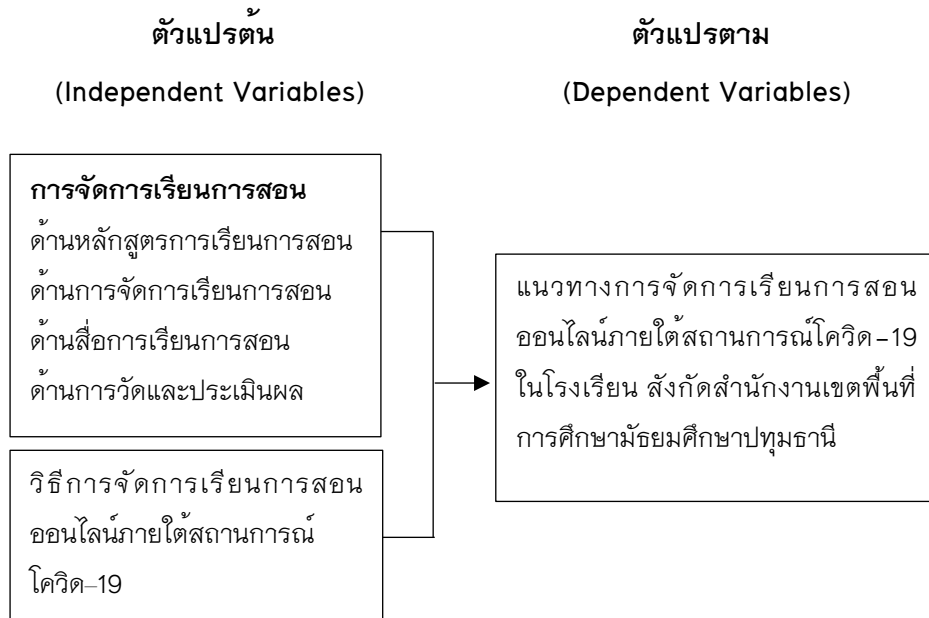 ตัวแปรต้น
(Independent Variables)
ตัวแปรตาม
(Dependent Variables)
การจัดการเรียนการสอน
ด้านหลักสูตรการเรียนการสอน
ด้านการจัดการเรียนการสอน
ด้านสื่อการเรียนการสอน
ด้านการวัดและประเมินผล
วิธีการจัดการเรียนการสอน
ออนไลน์ภายใต้สถานการณ์
โควิด–19
แนวทางการจัดการเรียนการสอน
ออนไลน์ภายใต้สถานการณ์โควิด–19
ในโรงเรียน สังกัดสำนักงานเขตพื้นที่
การศึกษามัธยมศึกษาปทุมธานี